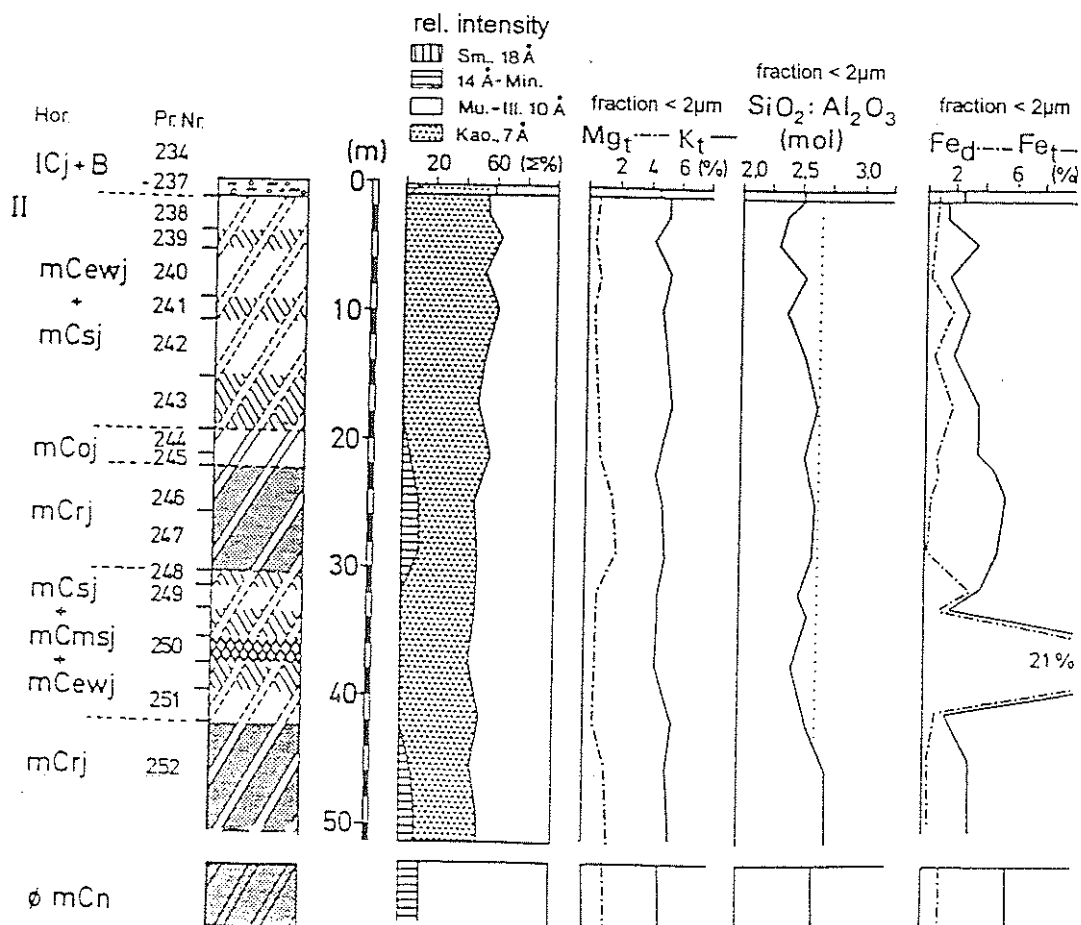 rel. intensity
Sm. 18 Å
14 Å-Min.
Mu.-Ill. 10 Å
Kao., 7 Å
fraction < 2µm
fraction < 2µm
fraction < 2µm
Hor.
Pr. Nr.
(m)
20 60 (Σ%)
Mgt Kt
2 4 6 (%)
SiO2 : Al2O3
(mol)
2.0 2.5 3.0
Fed Fet
2 6
ICj + B
234
- 237
0
II
238
239
mCewj
+
mCsj
240
241
10
242
243
mCoj
244
245
20
mCrj
246
247
30
mCsj
+
mCmsj
+
mCewj
248
249
250
21%
251
40
mCrj
252
50
ø mCn